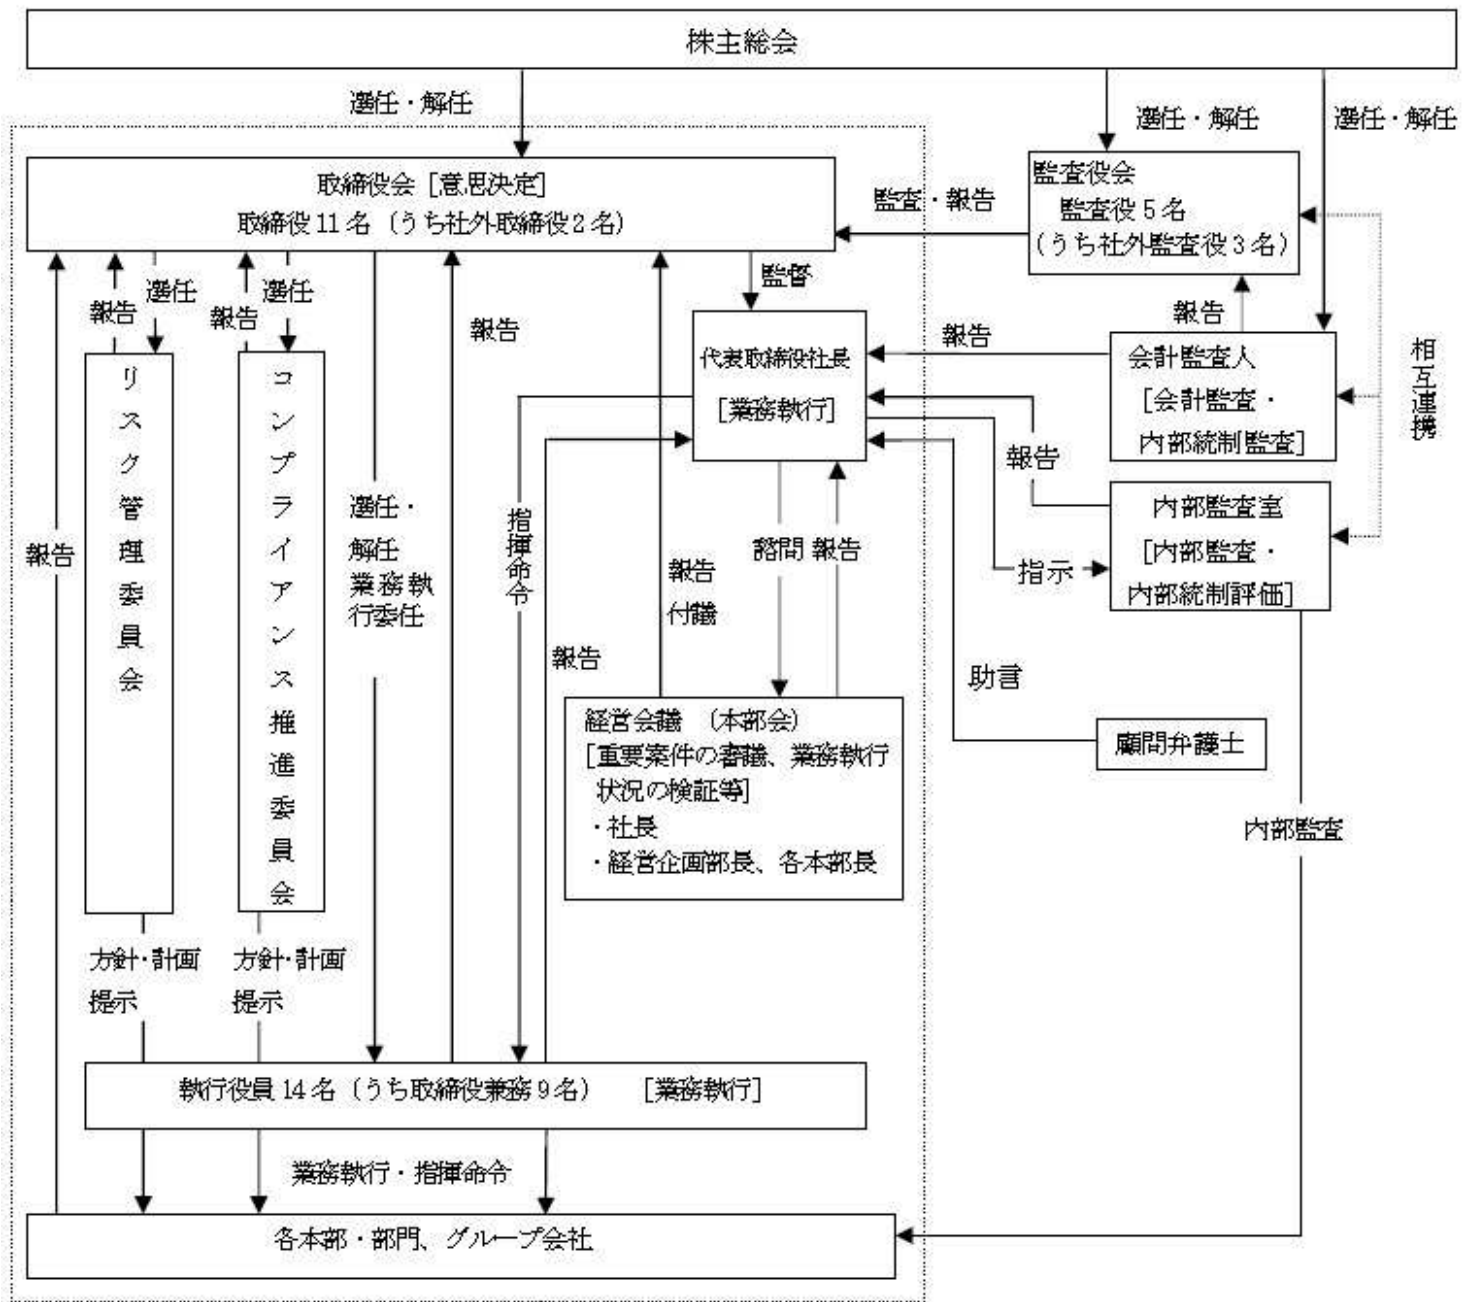 株主総会
選任・解任
選任・解任
選任・解任
取締役会［意思決定］
取締役11名（うち社外取締役2名）
監査・報告
監査役会
監査役5名
（うち社外監査役3名）
報告
選任
報告
選任
報告
監督
報告
報告
相互連携
代表取締役社長
［業務執行］
会計監査人
［会計監査・
内部統制監査］
リスク管理委員会
コンプライアンス推進委員会
報告
選任・
解任
業務執
行委任
指揮命令
報告
報告
付議
諮問
報告
報告
指示
内部監査室
［内部監査・
内部統制評価］
助言
顧問弁護士
内部監査
経営会議　（本部会）
［重要案件の審議、業務執行
状況の検証等］
・社長
・経営企画部長、各本部長
方針・計画
提示
方針・計画
提示
執行役員14名（うち取締役兼務9名）　［業務執行］
業務執行・指揮命令
各本部・部門、グループ会社